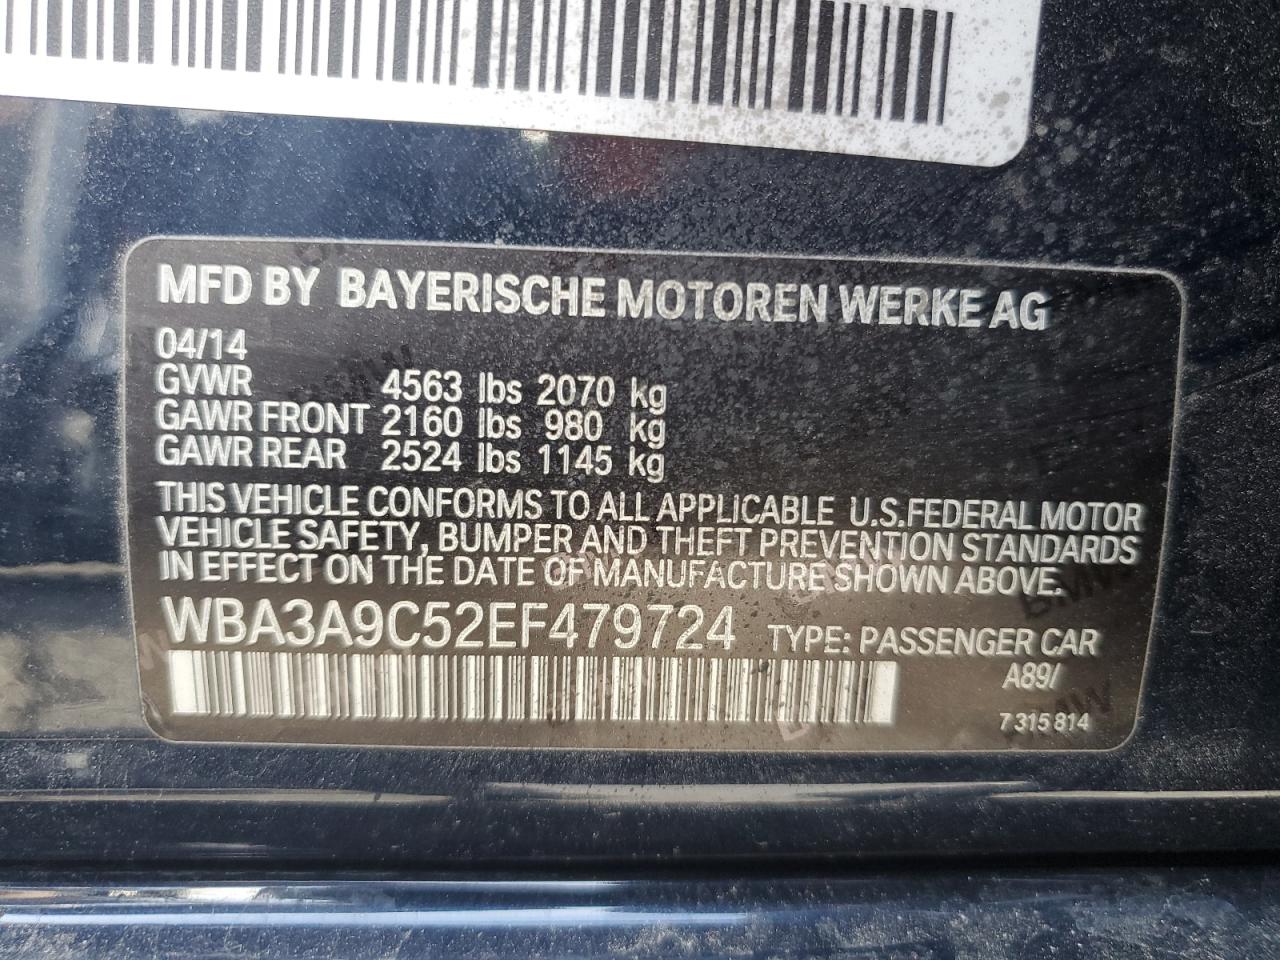 MFD BY BAYERISCHE MOTOREN WERKE AG
04/14
GVWR 4563 lbs 2070 kg
GAWR FRONT 2160 lbs 980 kg
GAWR REAR 2524 lbs 1145 kg
THIS VEHICLE CONFORMS TO ALL APPLICABLE U.S.FEDERAL MOTOR
VEHICLE SAFETY, BUMPER AND THEFT PREVENTION STANDARDS
IN EFFECT ON THE DATE OF MANUFACTURE SHOWN ABOVE.
WBA3A9C52EF479724 TYPE: PASSENGER CAR
A89/
7 315 814